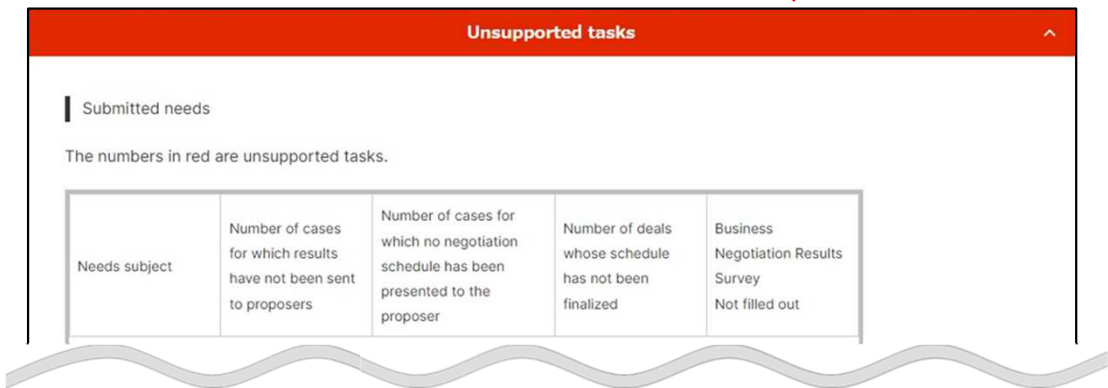 Unsupported tasks
Submitted needs
The numbers in red are unsupported tasks.
Needs subject
Number of cases
for which results
have not been sent
to proposers
Number of cases for
which no negotiation
schedule has been
presented to the
proposer
Number of deals
whose schedule
has not been
finalized
Business
Negotiation Results
Survey
Not filled out